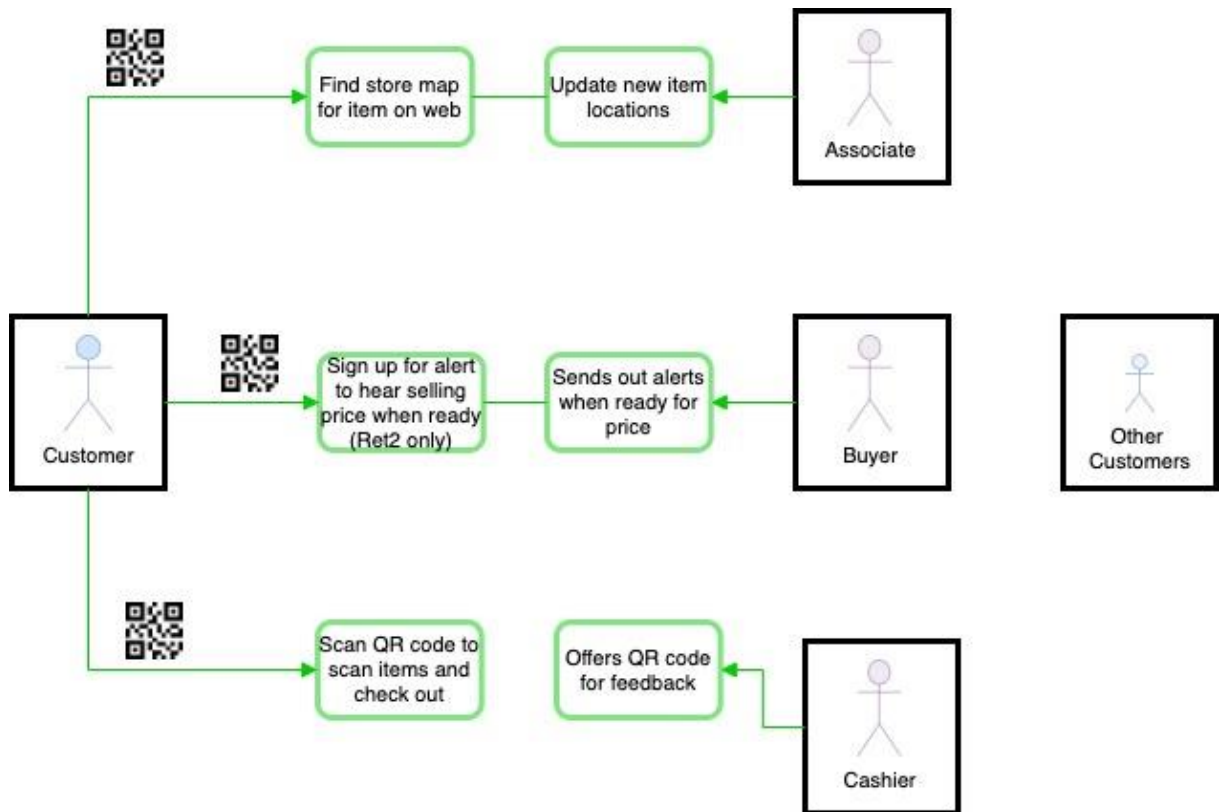 Find store map
for item on web
Update new item
locations
Associate
Customer
Sign up for alert
to hear selling
price when ready
(Ret2 only)
Sends out alerts
when ready for
price
Buyer
Other
Customers
Scan QR code to
scan items and
check out
Offers QR code
for feedback
Cashier